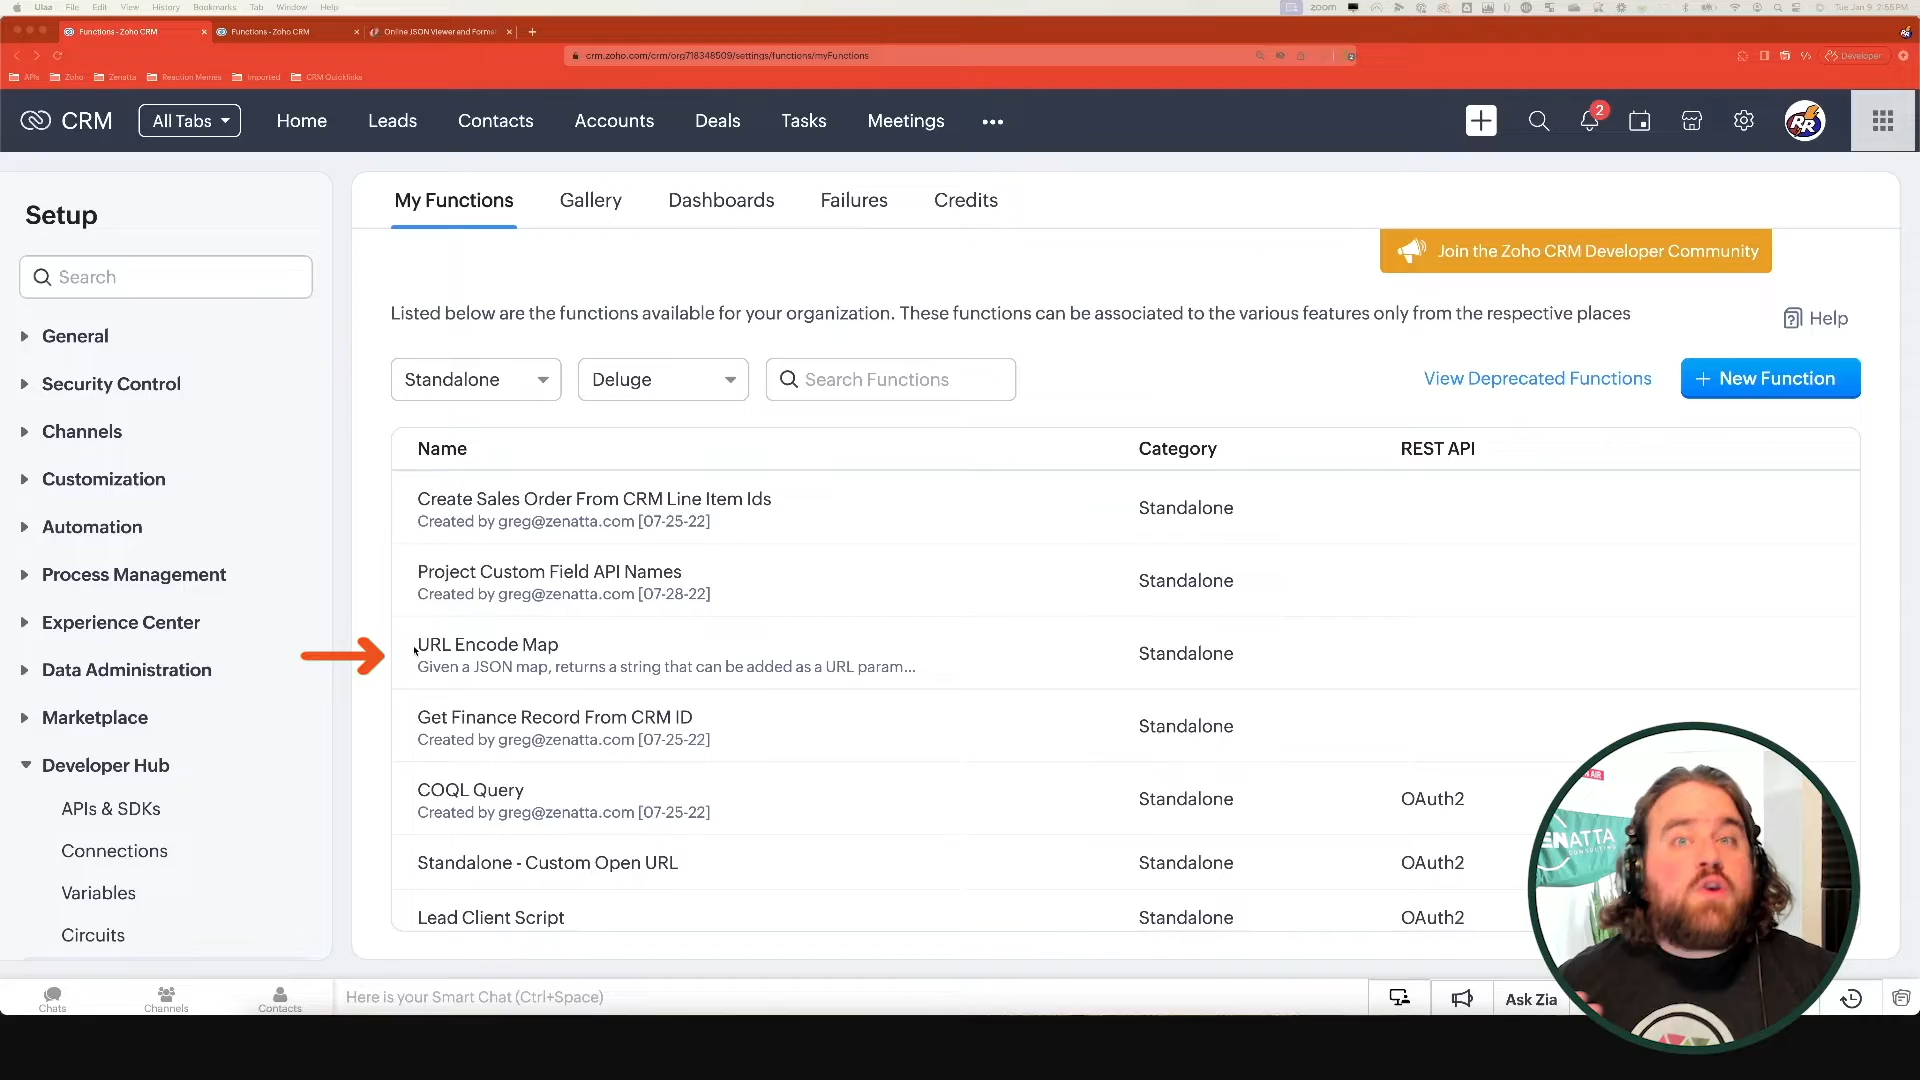 Ulaa File Edit View History Bookmarks Tab Window Help
zoom
Tue Jan 9 2:55 PM
Functions - Zoho CRM
Functions - Zoho CRM
Online JSON Viewer and Format
crm.zoho.com/crm/org718348509/settings/functions/myFunctions
Developer
APIs Zoho Zenatta Reaction Memes Imported CRM Quicklinks
CRM
All Tabs
Home
Leads
Contacts
Accounts
Deals
Tasks
Meetings
2
RR
Setup
Search
General
Security Control
Channels
Customization
Automation
Process Management
Experience Center
Data Administration
Marketplace
Developer Hub
APIs & SDKs
Connections
Variables
Circuits
My Functions
Gallery
Dashboards
Failures
Credits
Join the Zoho CRM Developer Community
Listed below are the functions available for your organization. These functions can be associated to the various features only from the respective places
Help
Standalone
Deluge
Search Functions
View Deprecated Functions
+ New Function
Name Category REST API
Create Sales Order From CRM Line Item Ids
Created by greg@zenatta.com [07-25-22]
Standalone
Project Custom Field API Names
Created by greg@zenatta.com [07-28-22]
Standalone
URL Encode Map
Given a JSON map, returns a string that can be added as a URL param...
Standalone
Get Finance Record From CRM ID
Created by greg@zenatta.com [07-25-22]
Standalone
COQL Query
Created by greg@zenatta.com [07-25-22]
Standalone
OAuth2
Standalone - Custom Open URL
Standalone
OAuth2
Lead Client Script
Standalone
OAuth2
AIR
ENATTA
CONSULTING
Chats
Channels
Contacts
Here is your Smart Chat (Ctrl+Space)
Ask Zia